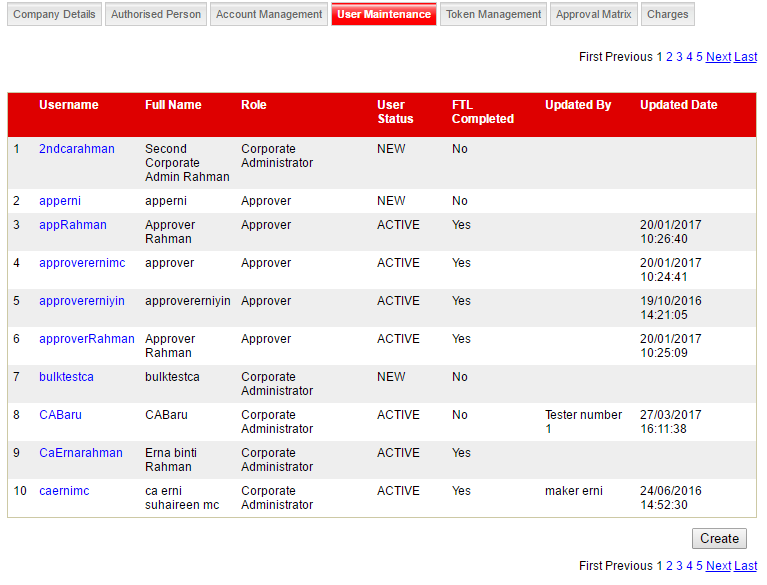 Company Details Authorised Person Account Management User Maintenance Token Management Approval Matrix Charges
First Previous 1 2 3 4 5 Next Last
Username Full Name Role User Status FTL Completed Updated By Updated Date
1 2ndcarahman Second Corporate Admin Rahman Corporate Administrator NEW No
2 apperni apperni Approver NEW No
3 appRahman Approver Rahman Approver ACTIVE Yes 20/01/2017 10:26:40
4 approverernimc approver Approver ACTIVE Yes 20/01/2017 10:24:41
5 approvererniyin approvererniyin Approver ACTIVE Yes 19/10/2016 14:21:05
6 approverRahman Approver Rahman Approver ACTIVE Yes 20/01/2017 10:25:09
7 bulktestca bulktestca Corporate Administrator NEW No
8 CABaru CABaru Corporate Administrator ACTIVE No Tester number 1 27/03/2017 16:11:38
9 CaErnarahman Erna binti Rahman Corporate Administrator ACTIVE Yes
10 caernimc ca erni suhaireen mc Corporate Administrator ACTIVE Yes maker erni 24/06/2016 14:52:30
Create
First Previous 1 2 3 4 5 Next Last